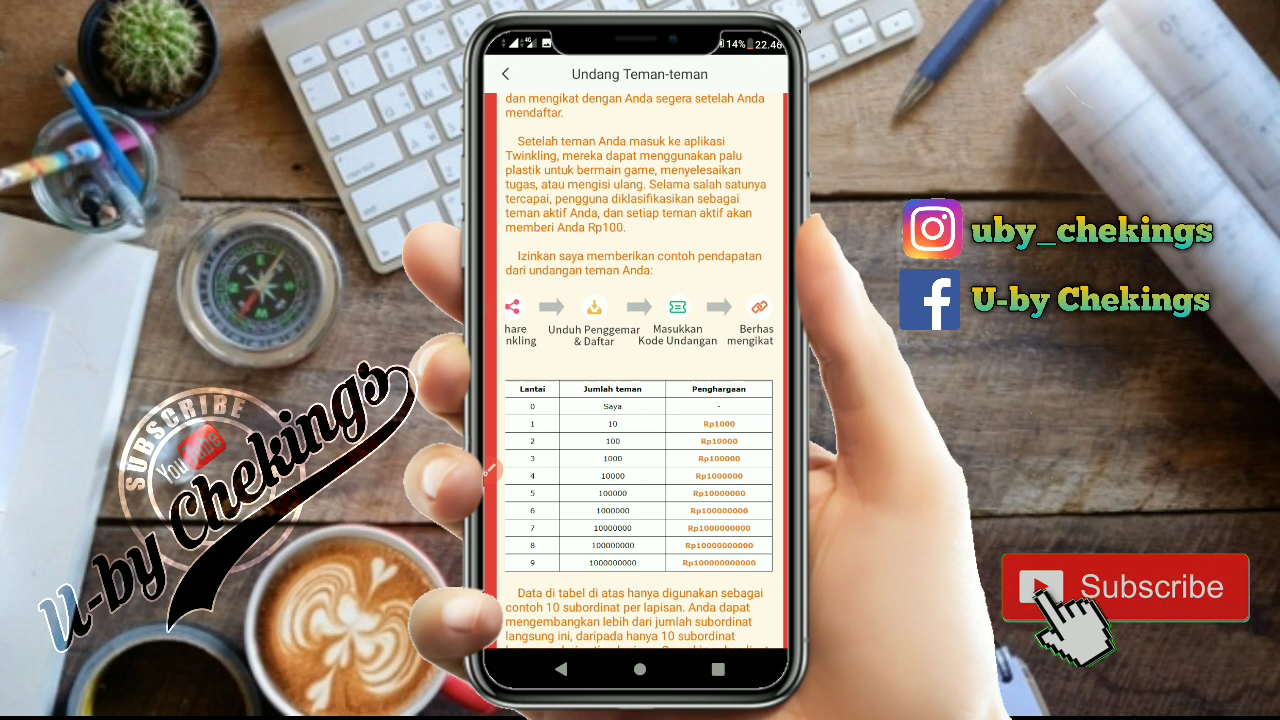 4G
14% 22.46
Undang Teman-teman
dan mengikat dengan Anda segera setelah Anda
mendaftar.
Setelah teman Anda masuk ke aplikasi
Twinkling, mereka dapat menggunakan palu
plastik untuk bermain game, menyelesaikan
tugas, atau mengisi ulang. Selama salah satunya
tercapai, pengguna diklasifikasikan sebagai
teman aktif Anda, dan setiap teman aktif akan
memberi Anda Rp100.
Izinkan saya memberikan contoh pendapatan
dari undangan teman Anda:
hare Unduh Penggemar Masukkan Berhas
nkling & Daftar Kode Undangan mengikat
Lantai Jumlah teman Penghargaan
0 Saya -
1 10 Rp1000
2 100 Rp10000
3 1000 Rp100000
4 10000 Rp1000000
5 100000 Rp10000000
6 1000000 Rp100000000
7 10000000 Rp1000000000
8 100000000 Rp10000000000
9 1000000000 Rp100000000000
Data di tabel di atas hanya digunakan sebagai
contoh 10 subordinat per lapisan. Anda dapat
mengembangkan lebih dari jumlah subordinat
langsung ini, daripada hanya 10 subordinat
uby_chekings
U-by Chekings
SUBSCRIBE
YouTube
U-by Chekings
Subscribe